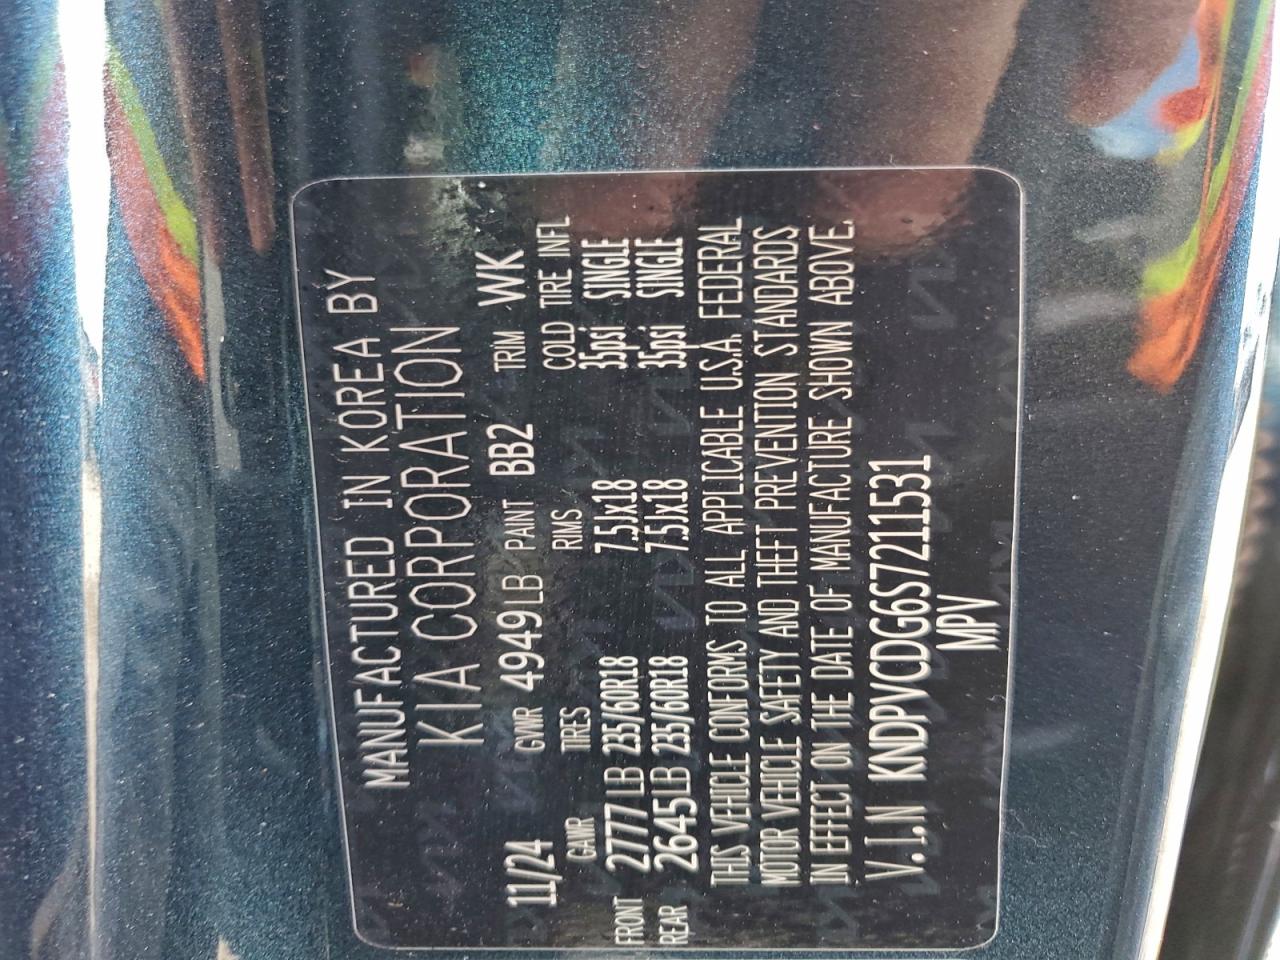 MANUFACTURED IN KOREA BY
KIA CORPORATION
11/24 GVWR 4949LB PAINT BB2 TRIM WK
GAWR TIRES RIMS COLD TIRE INFL
FRONT 2777LB 235/60R18 7.5Jx18 35psi SINGLE
REAR 2645LB 235/60R18 7.5Jx18 35psi SINGLE
THIS VEHICLE CONFORMS TO ALL APPLICABLE U.S.A. FEDERAL
MOTOR VEHICLE SAFETY AND THEFT PREVENTION STANDARDS
IN EFFECT ON THE DATE OF MANUFACTURE SHOWN ABOVE.
V.I.N KNDPVCDG6S7211531
MPV